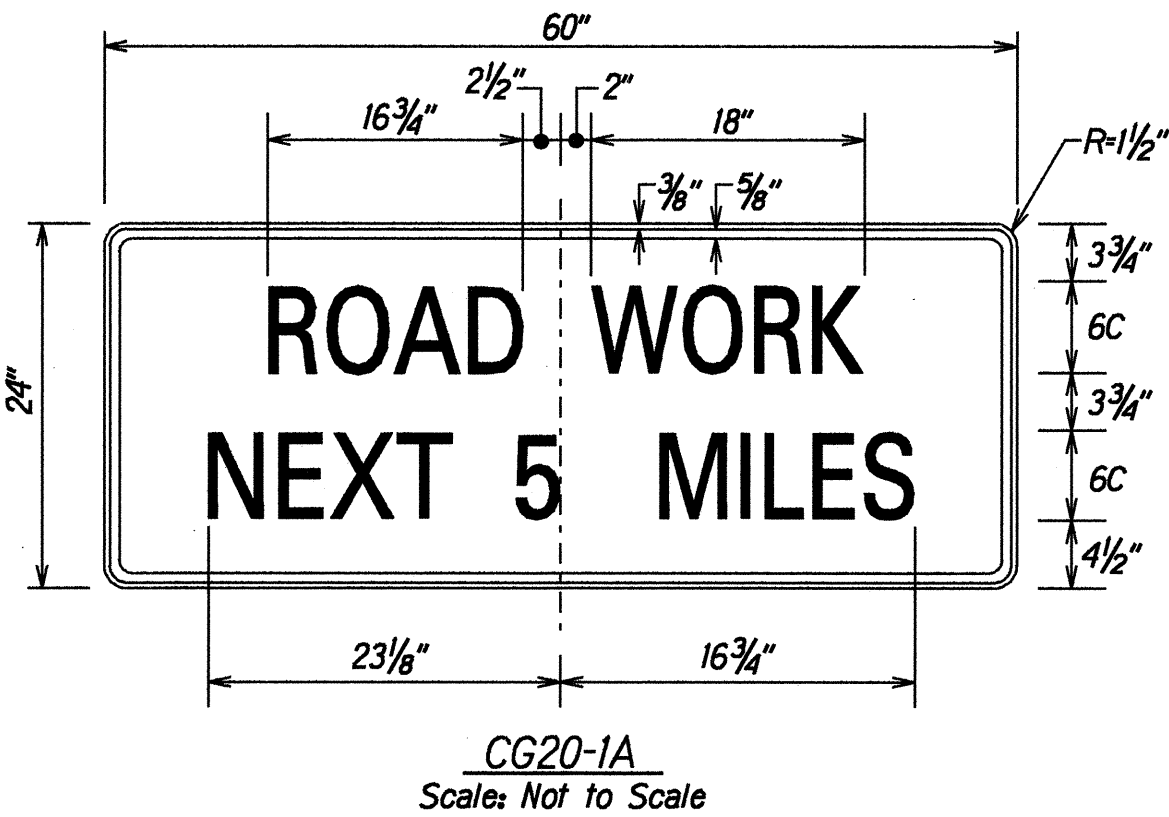 60"
2½" 2"
16¾" 18"
R=1½"
⅜" ⅝"
3¾"
ROAD WORK
6C
24"
3¾"
NEXT 5 MILES
6C
4½"
23⅛" 16¾"
CG20-1A
Scale: Not to Scale